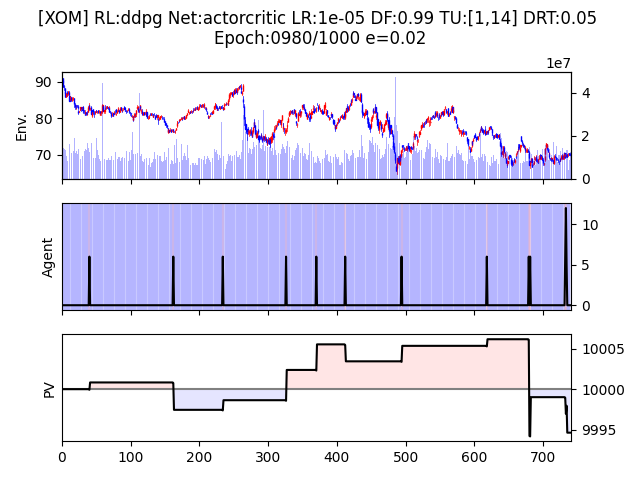 [XOM] RL:ddpg Net:actorcritic LR:1e-05 DF:0.99 TU:[1,14] DRT:0.05
Epoch:0980/1000 e=0.02
1e7
90
80
70
Env.
4
2
0
Agent
10
5
0
PV
10005
10000
9995
0 100 200 300 400 500 600 700